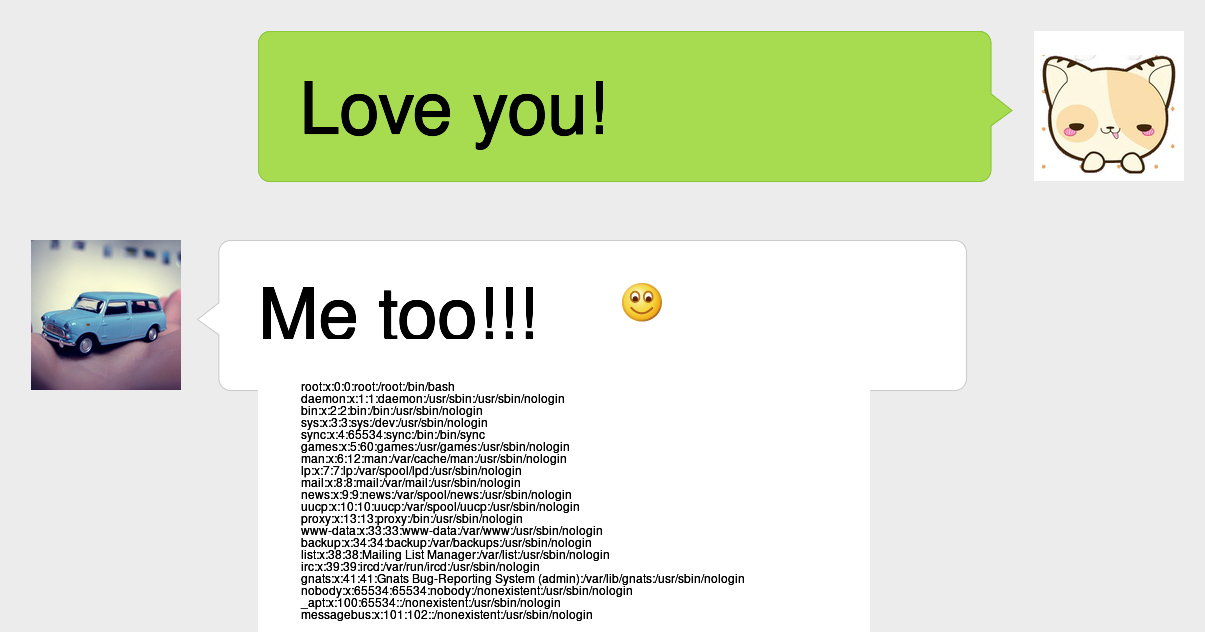 Love you!
Me too!!!
root:x:0:0:root:/root:/bin/bash
daemon:x:1:1:daemon:/usr/sbin:/usr/sbin/nologin
bin:x:2:2:bin:/bin:/usr/sbin/nologin
sys:x:3:3:sys:/dev:/usr/sbin/nologin
sync:x:4:65534:sync:/bin:/bin/sync
games:x:5:60:games:/usr/games:/usr/sbin/nologin
man:x:6:12:man:/var/cache/man:/usr/sbin/nologin
lp:x:7:7:lp:/var/spool/lpd:/usr/sbin/nologin
mail:x:8:8:mail:/var/mail:/usr/sbin/nologin
news:x:9:9:news:/var/spool/news:/usr/sbin/nologin
uucp:x:10:10:uucp:/var/spool/uucp:/usr/sbin/nologin
proxy:x:13:13:proxy:/bin:/usr/sbin/nologin
www-data:x:33:33:www-data:/var/www:/usr/sbin/nologin
backup:x:34:34:backup:/var/backups:/usr/sbin/nologin
list:x:38:38:Mailing List Manager:/var/list:/usr/sbin/nologin
irc:x:39:39:ircd:/var/run/ircd:/usr/sbin/nologin
gnats:x:41:41:Gnats Bug-Reporting System (admin):/var/lib/gnats:/usr/sbin/nologin
nobody:x:65534:65534:nobody:/nonexistent:/usr/sbin/nologin
_apt:x:100:65534::/nonexistent:/usr/sbin/nologin
messagebus:x:101:102::/nonexistent:/usr/sbin/nologin